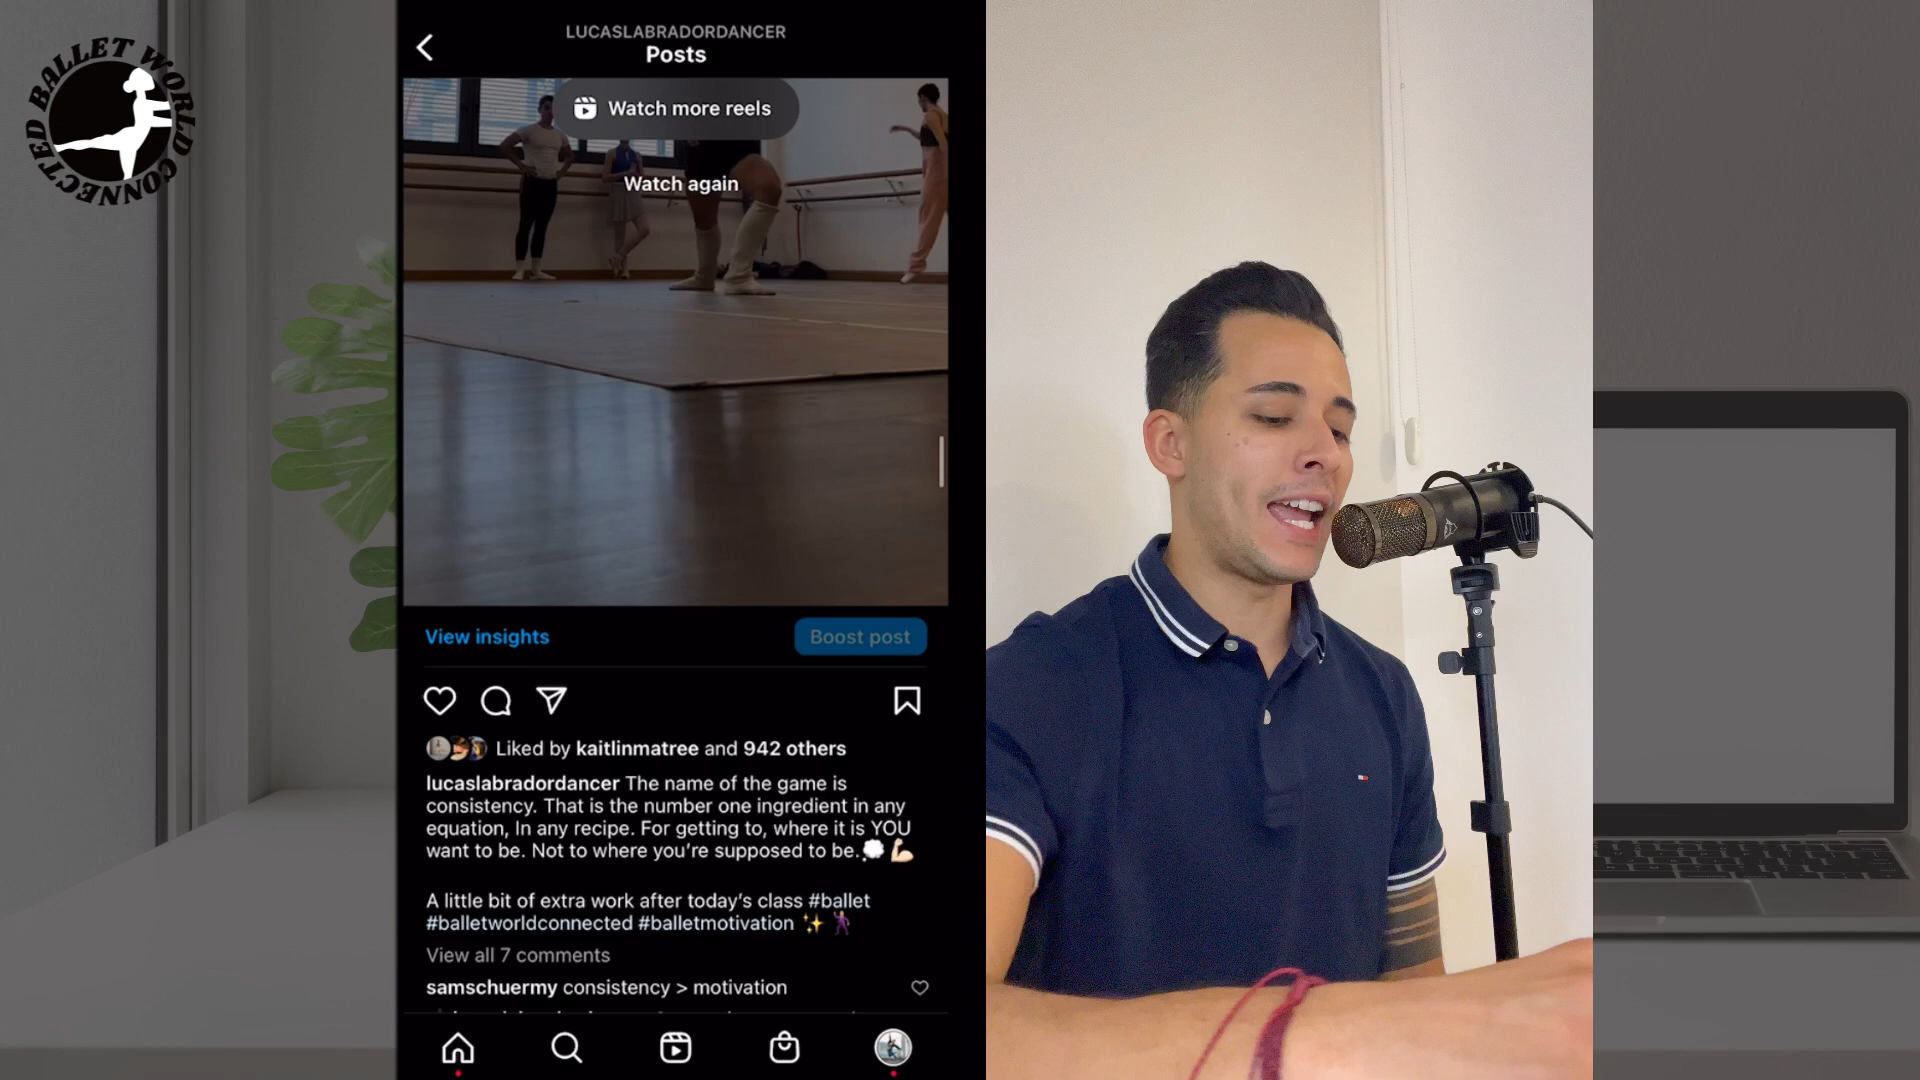 BALLET WORLD CONNECTED
LUCASLABRADORDANCER
Posts
Watch more reels
Watch again
View insights
Boost post
Liked by kaitlinmatree and 942 others
lucaslabradordancer The name of the game is
consistency. That is the number one ingredient in any
equation, In any recipe. For getting to, where it is YOU
want to be. Not to where you’re supposed to be.💭 💪🏻
A little bit of extra work after today’s class #ballet
#balletworldconnected #balletmotivation ✨ 🕺🏽
View all 7 comments
samschuermy consistency > motivation